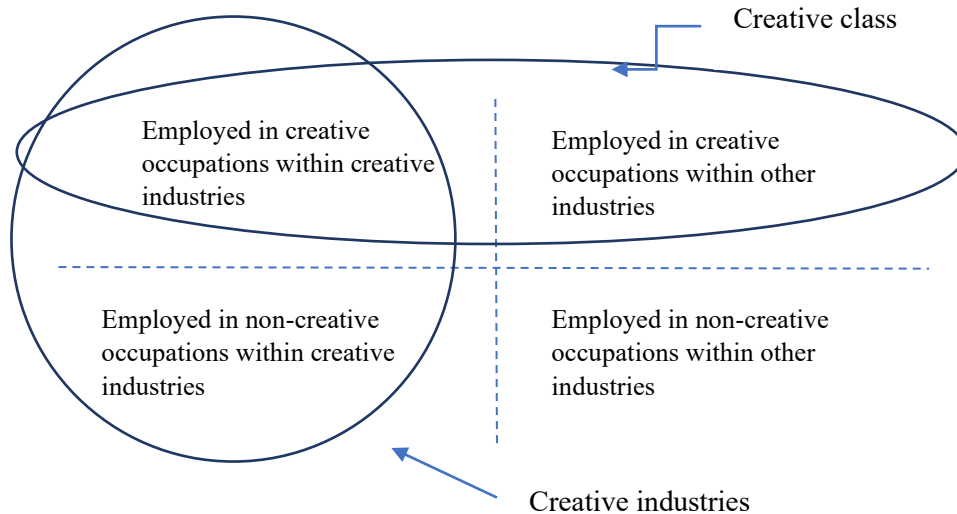 Creative class
Employed in creative
occupations within creative
industries
Employed in creative
occupations within other
industries
Employed in non-creative
occupations within creative
industries
Employed in non-creative
occupations within other
industries
Creative industries